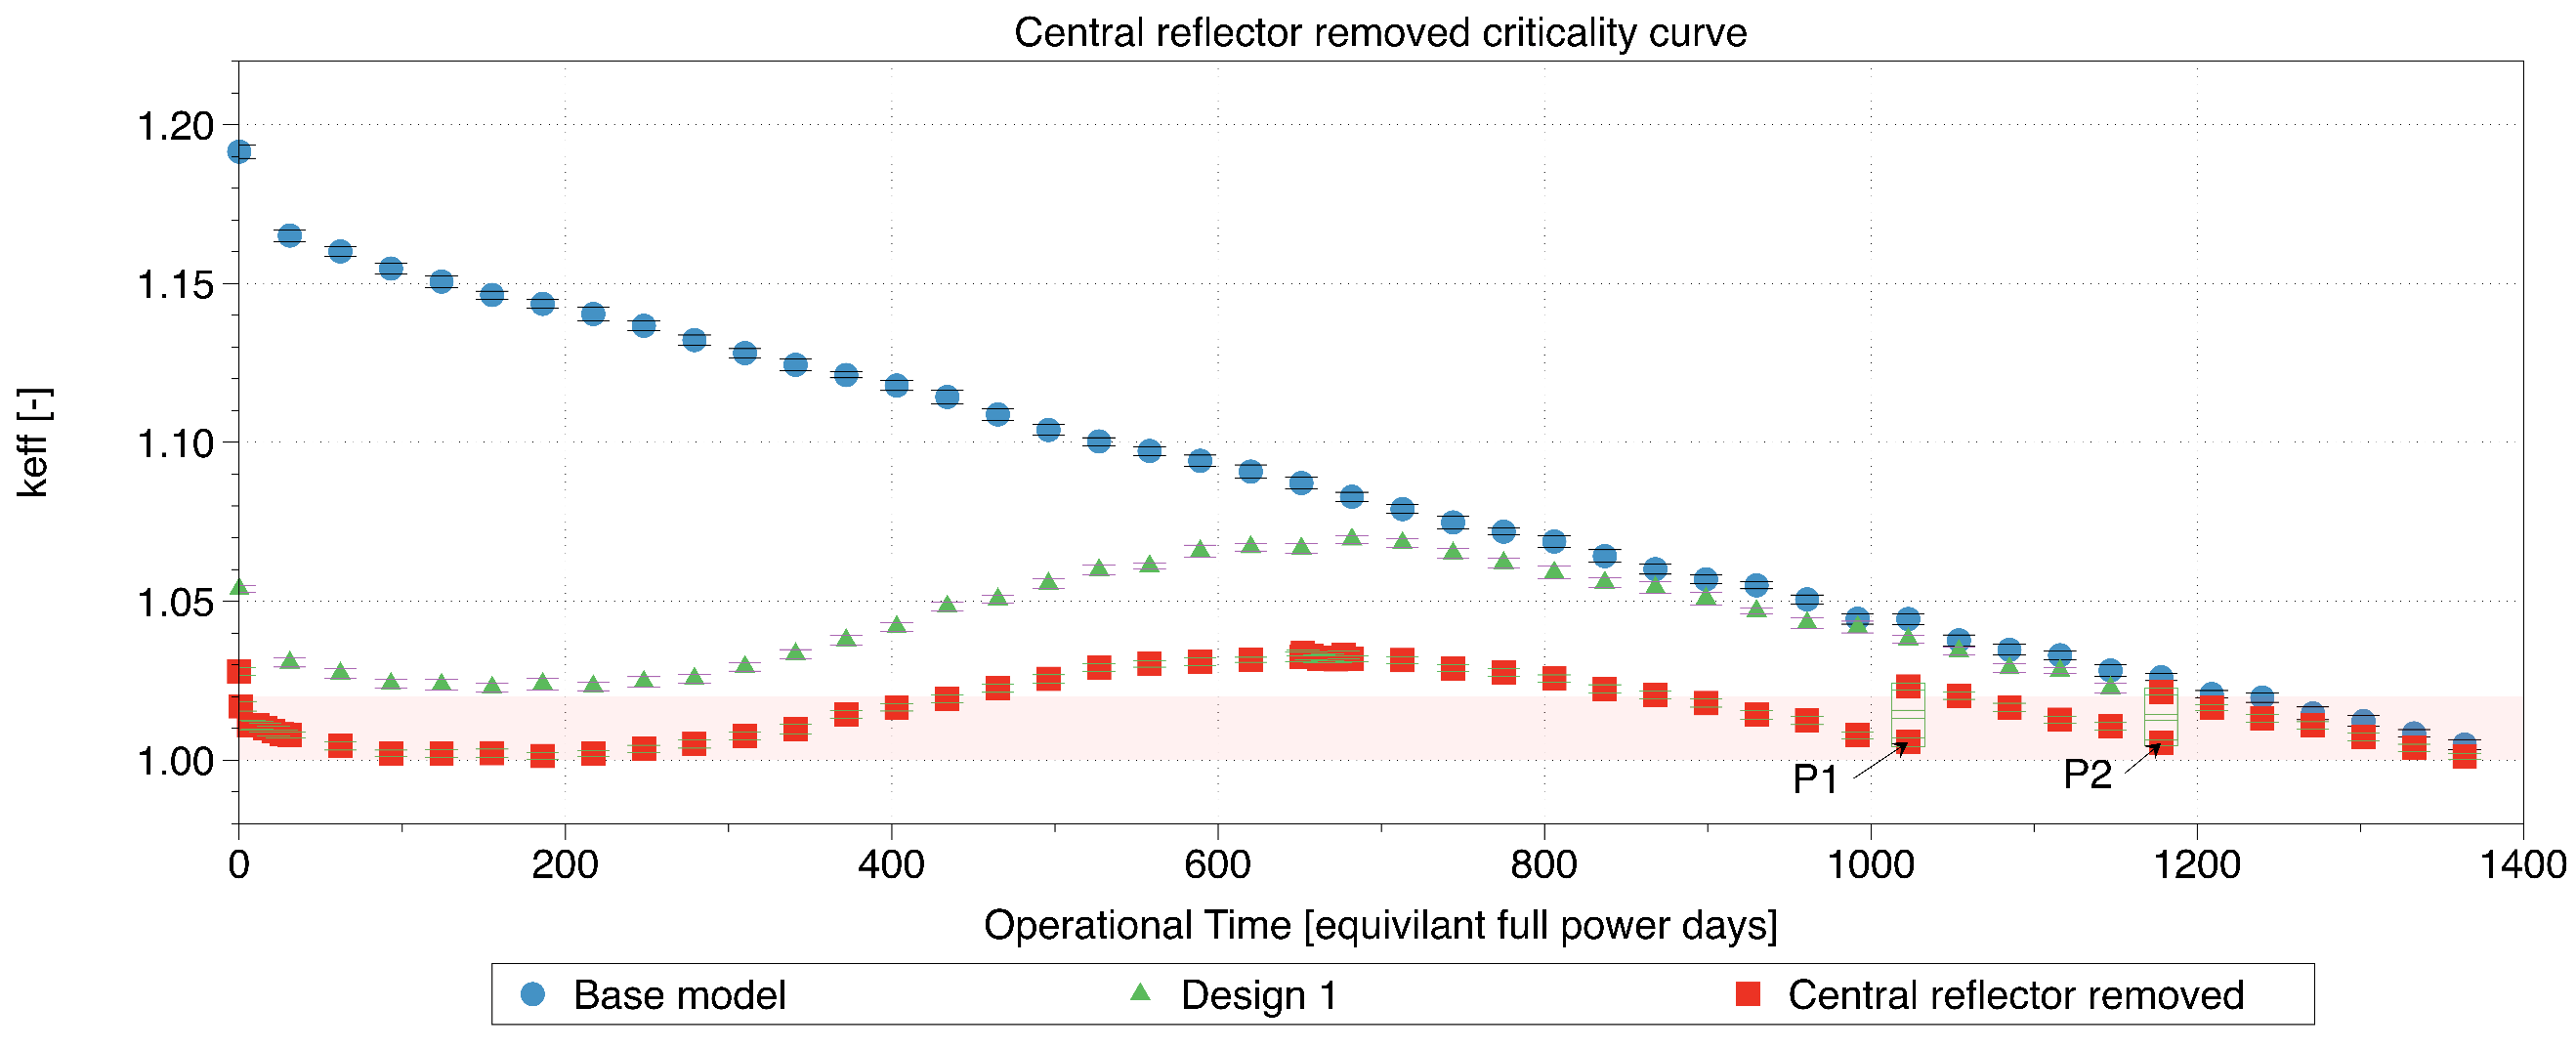 Central reflector removed criticality curve
keff [-]
1.20
1.15
1.10
1.05
1.00
P1
P2
0 200 400 600 800 1000 1200 1400
Operational Time [equivilant full power days]
Base model Design 1 Central reflector removed